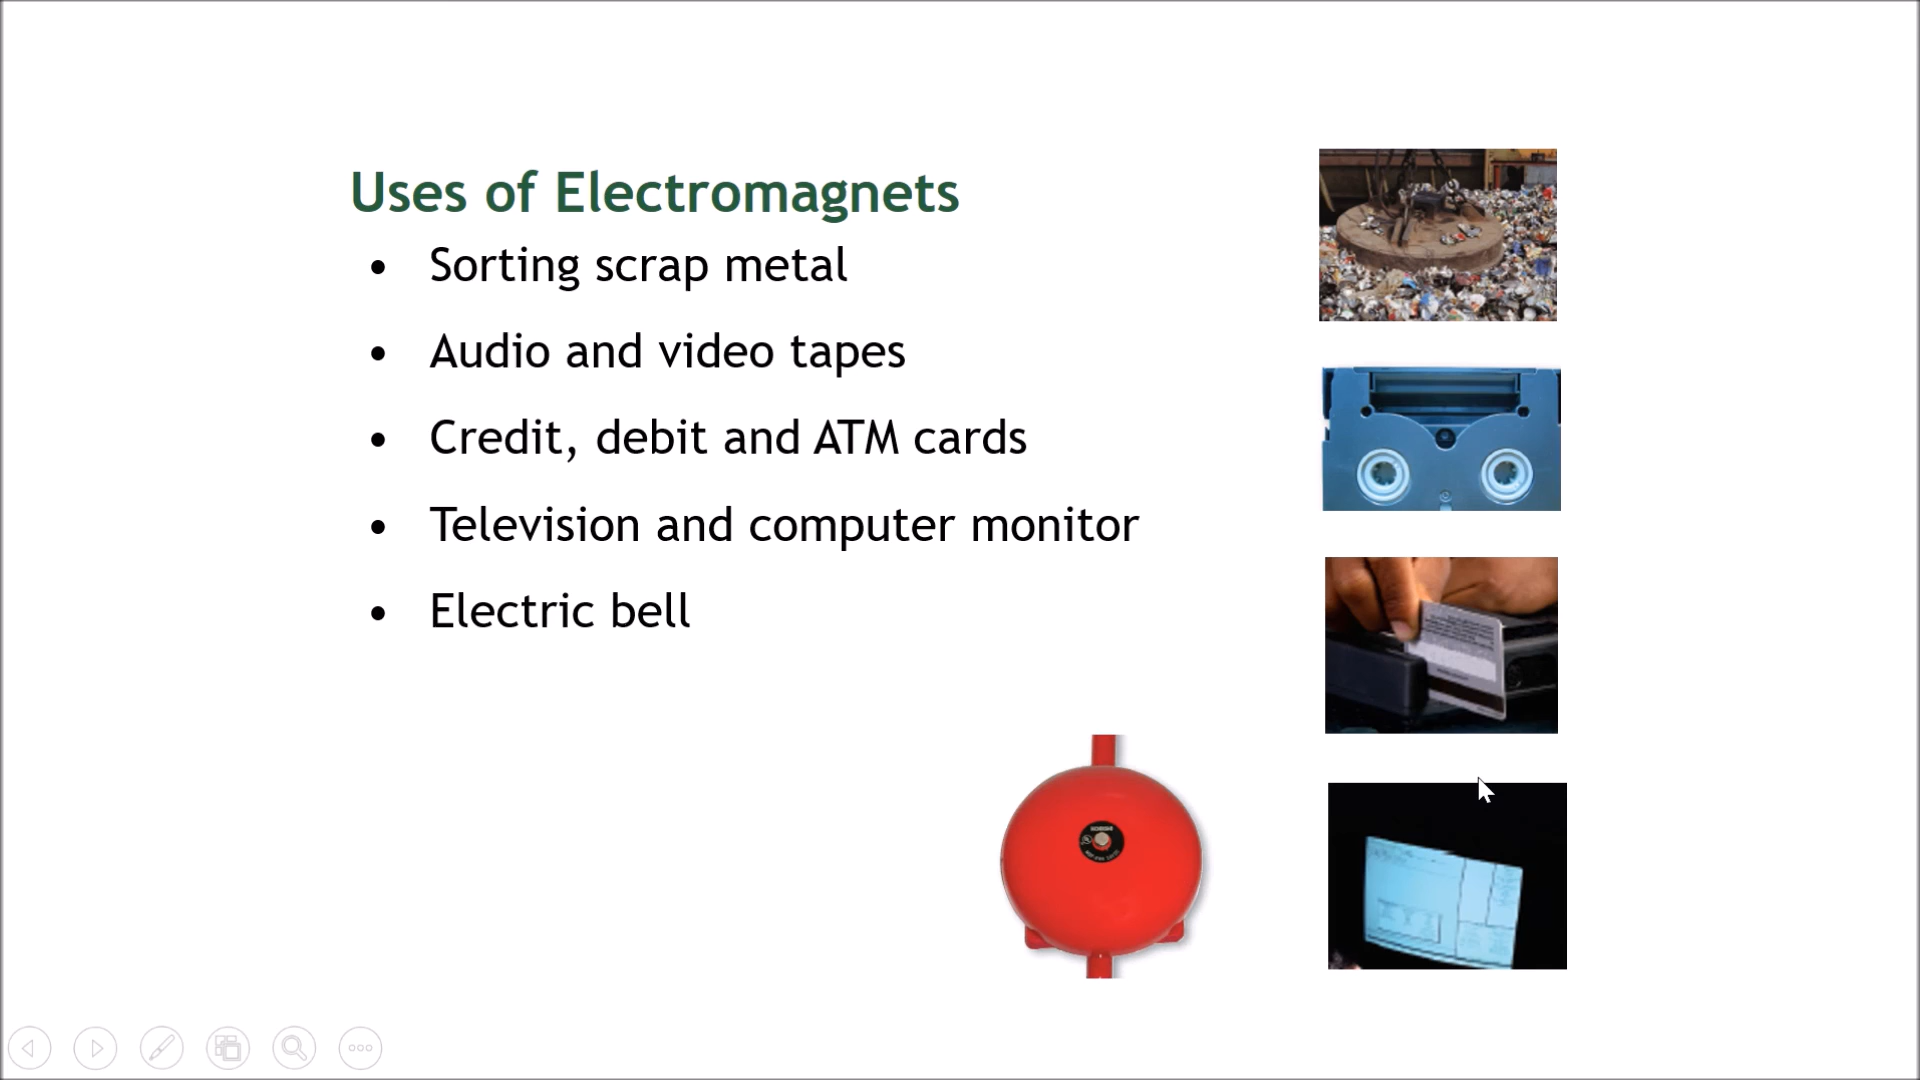 Uses of Electromagnets
• Sorting scrap metal
• Audio and video tapes
• Credit, debit and ATM cards
• Television and computer monitor
• Electric bell